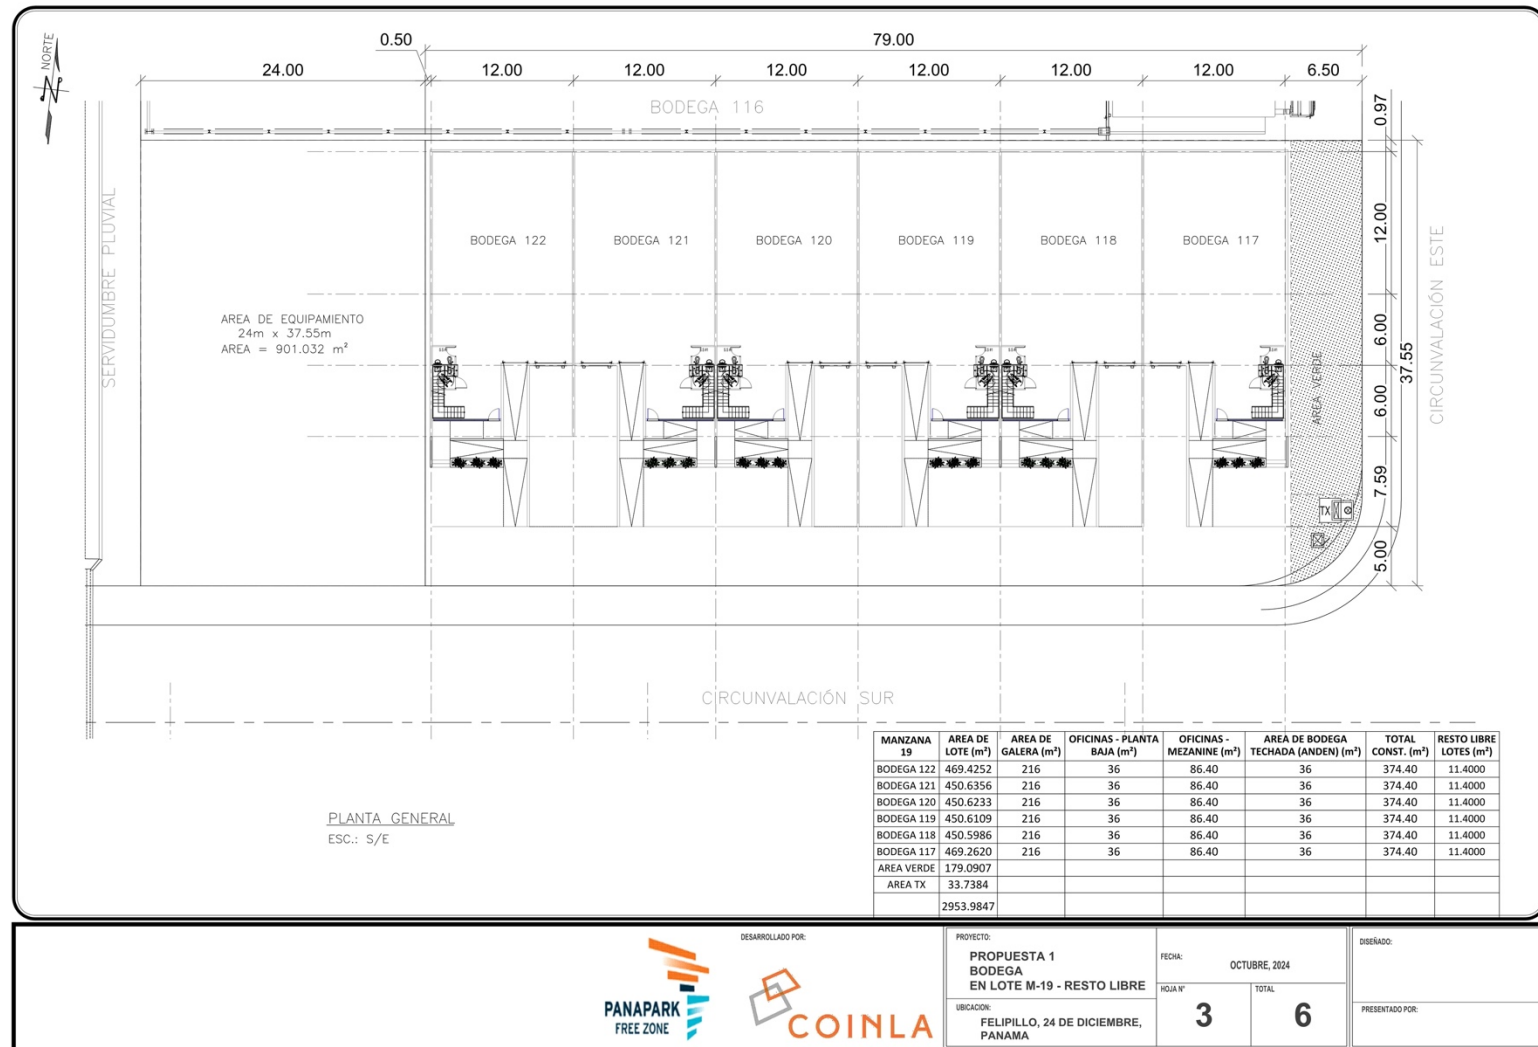 NORTE
0.50
79.00
24.00
12.00
12.00
12.00
12.00
12.00
12.00
6.50
BODEGA 116
0.97
SERVIDUMBRE PLUVIAL
BODEGA 122
BODEGA 121
BODEGA 120
BODEGA 119
BODEGA 118
BODEGA 117
12.00
CIRCUNVALACIÓN ESTE
AREA DE EQUIPAMIENTO
24m x 37.55m
AREA = 901.032 m²
6.00
37.55
AREA VERDE
6.00
7.59
TX
5.00
CIRCUNVALACIÓN SUR
MANZANA 19 AREA DE LOTE (m²) AREA DE GALERA (m²) OFICINAS - PLANTA BAJA (m²) OFICINAS - MEZANINE (m²) AREA DE BODEGA TECHADA (ANDEN) (m²) TOTAL CONST. (m²) RESTO LIBRE LOTES (m²)
BODEGA 122 469.4252 216 36 86.40 36 374.40 11.4000
BODEGA 121 450.6356 216 36 86.40 36 374.40 11.4000
BODEGA 120 450.6233 216 36 86.40 36 374.40 11.4000
BODEGA 119 450.6109 216 36 86.40 36 374.40 11.4000
BODEGA 118 450.5986 216 36 86.40 36 374.40 11.4000
BODEGA 117 469.2620 216 36 86.40 36 374.40 11.4000
AREA VERDE 179.0907
AREA TX 33.7384
2953.9847
PLANTA GENERAL
ESC.: S/E
PANAPARK
FREE ZONE
DESARROLLADO POR:
COINLA
PROYECTO:
PROPUESTA 1
BODEGA
EN LOTE M-19 - RESTO LIBRE
UBICACION:
FELIPILLO, 24 DE DICIEMBRE,
PANAMA
FECHA:
OCTUBRE, 2024
HOJA N°
3
TOTAL
6
DISEÑADO:
PRESENTADO POR: